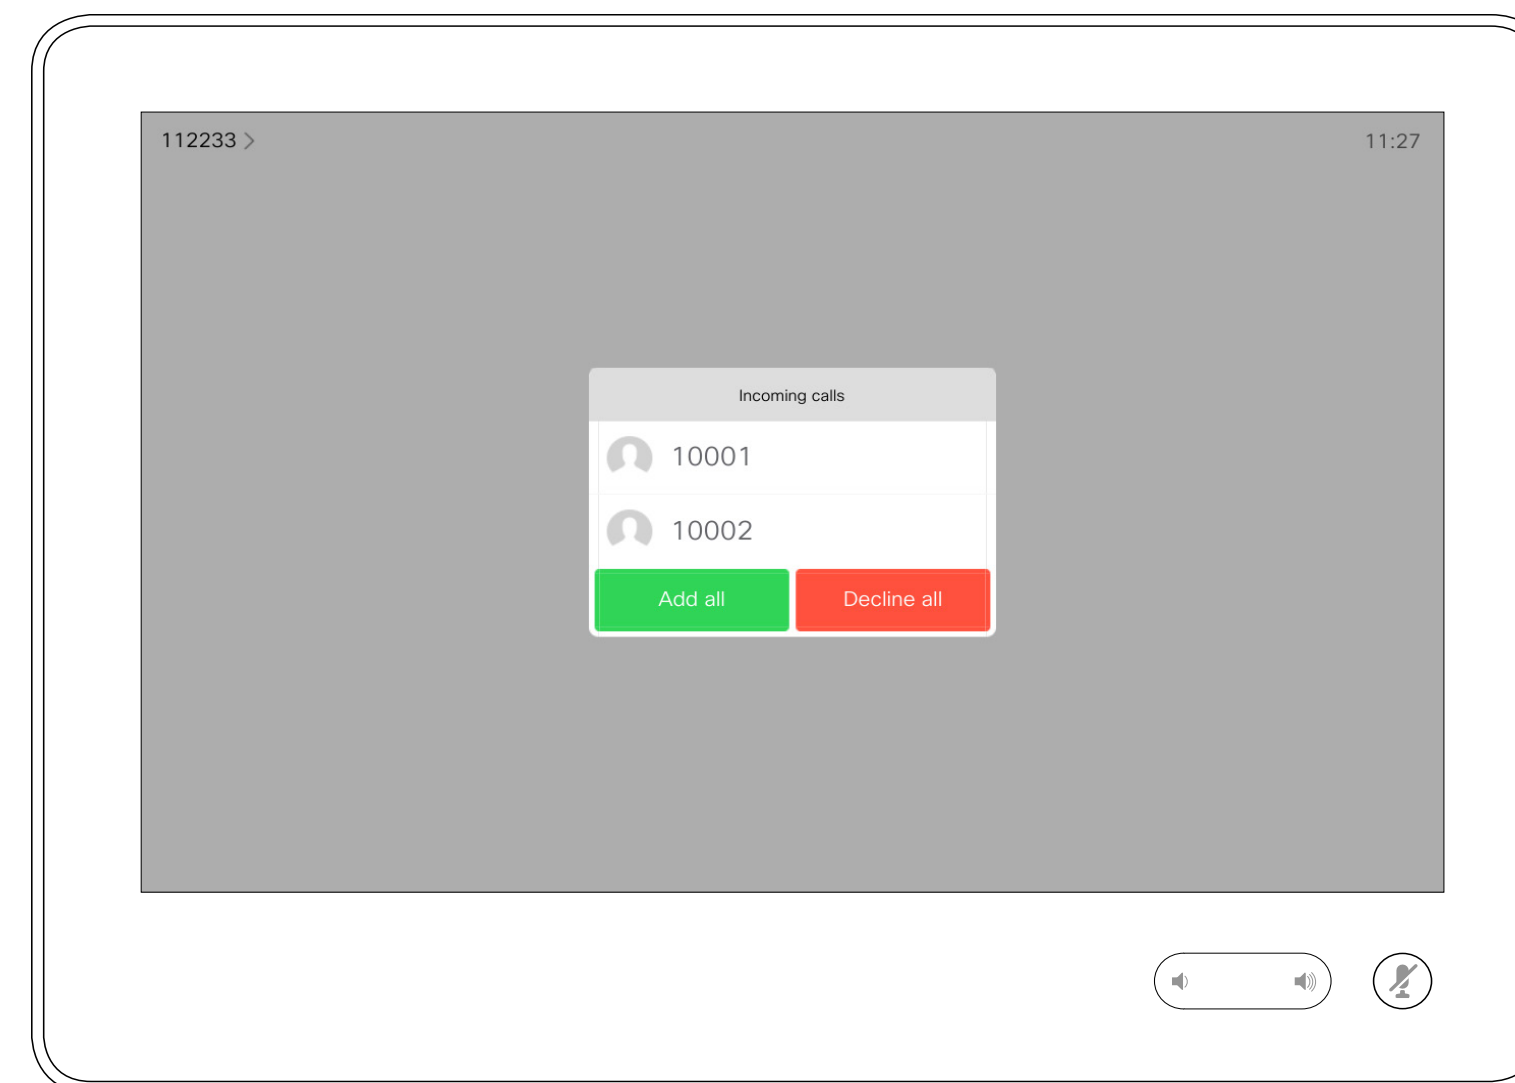 112233 >
11:27
Incoming calls
10001
10002
Add all
Decline all